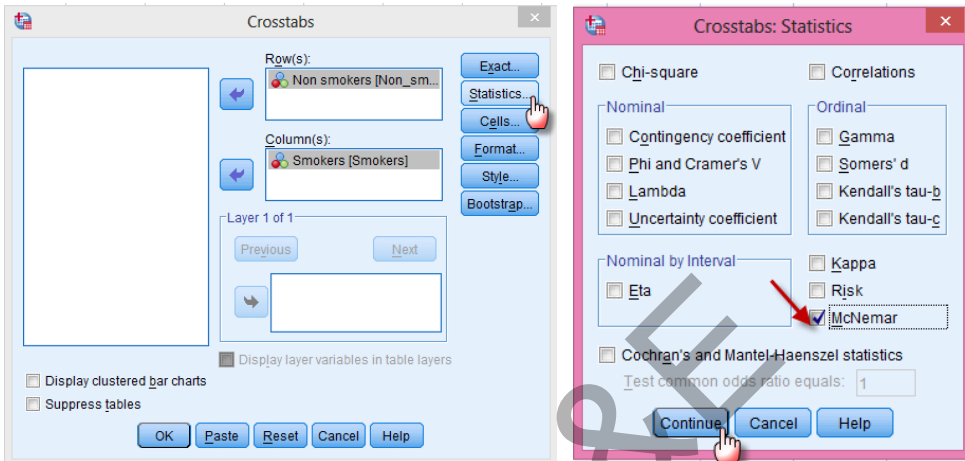 Crosstabs
Row(s):
Non smokers [Non_sm...
Column(s):
Smokers [Smokers]
Layer 1 of 1
Previous
Next
Display layer variables in table layers
Display clustered bar charts
Suppress tables
OK
Paste
Reset
Cancel
Help
Exact...
Statistics...
Cells...
Format...
Style...
Bootstrap...
Crosstabs: Statistics
Chi-square
Correlations
Nominal
Contingency coefficient
Phi and Cramer's V
Lambda
Uncertainty coefficient
Ordinal
Gamma
Somers' d
Kendall's tau-b
Kendall's tau-c
Nominal by Interval
Eta
Kappa
Risk
McNemar
Cochran's and Mantel-Haenszel statistics
Test common odds ratio equals: 1
Continue
Cancel
Help